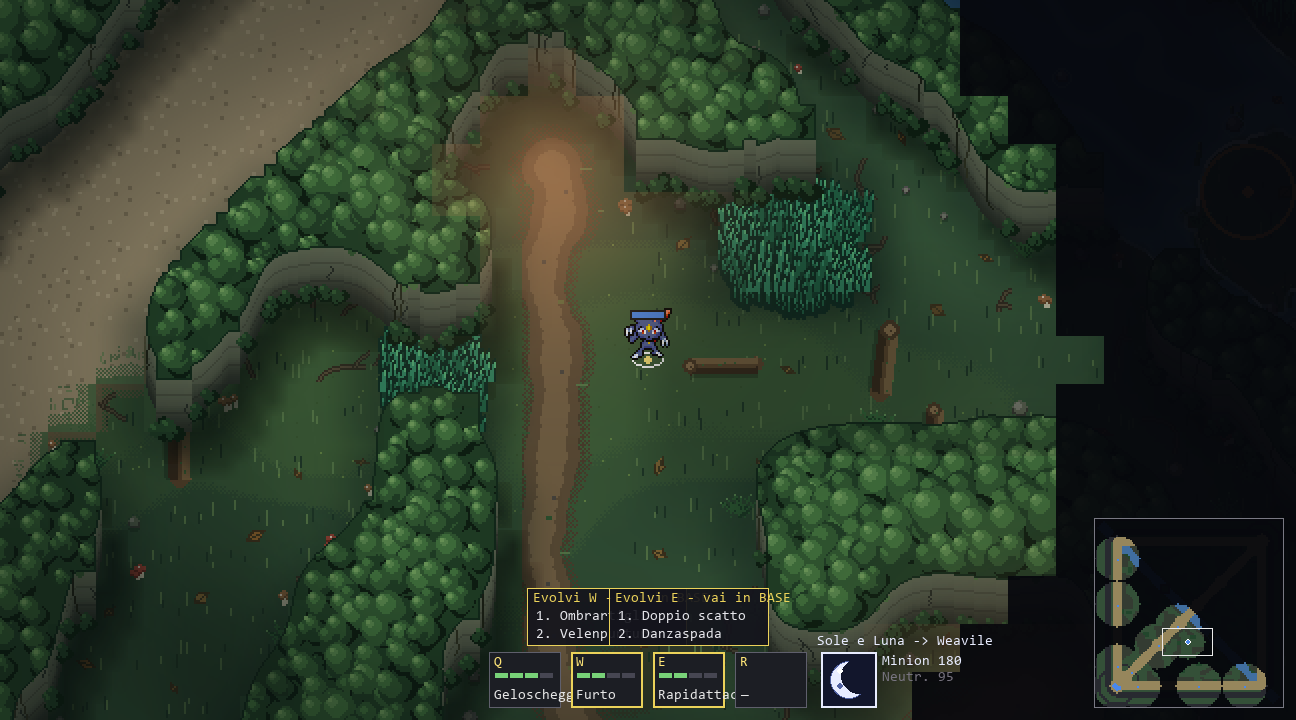 Evolvi W
1. Ombrar
2. Velenp
Evolvi E - vai in BASE
1. Doppio scatto
2. Danzaspada
Sole e Luna -> Weavile
Q
Geloschegg
W
Furto
E
Rapidattac
R
—
Minion 180
Neutr. 95